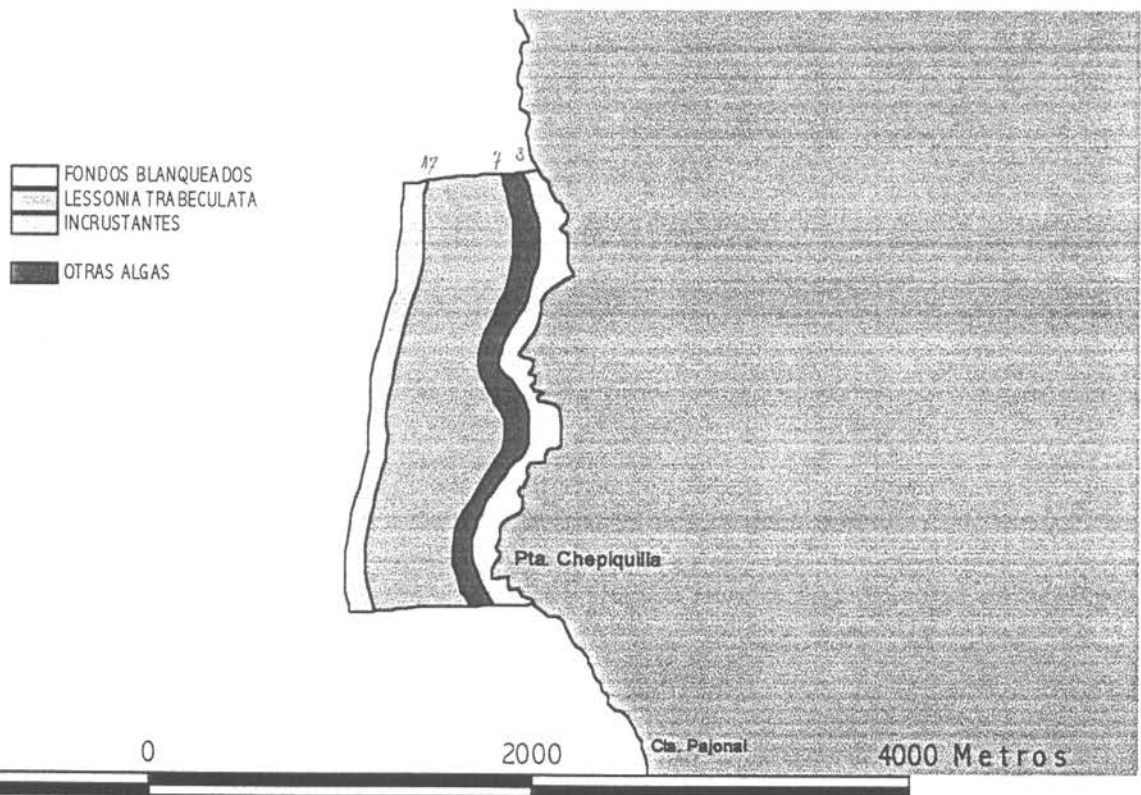 17 7 3
FONDOS BLANQUEADOS
LESSONIA TRABECULATA
INCRUSTANTES
OTRAS ALGAS
Pta. Chepiquilla
Cta. Pajonal
0 2000 4000 Metros